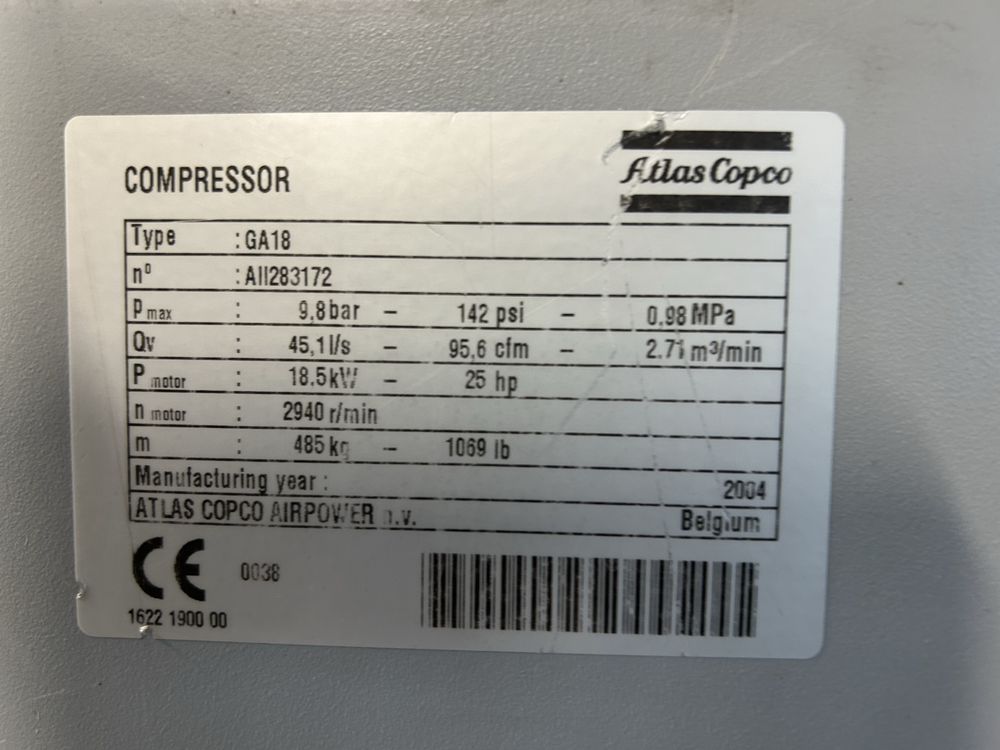 COMPRESSOR
Atlas Copco
Type : GA18
nº : AII283172
Pmax : 9,8 bar – 142 psi – 0.98 MPa
Qv : 45,1 l/s – 95,6 cfm – 2.71 m³/min
P motor : 18,5 kW – 25 hp
n motor : 2940 r/min
m : 485 kg – 1069 lb
Manufacturing year : 2004
ATLAS COPCO AIRPOWER n.v. Belgium
CE 0038
1622 1900 00